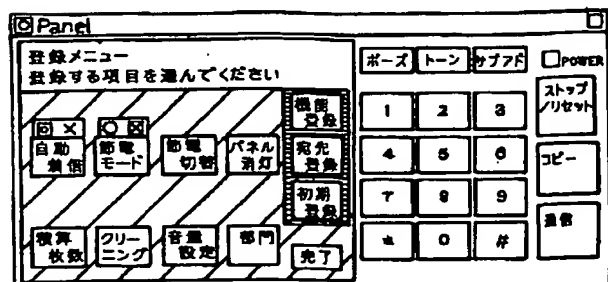 Panel
登録メニュー
登録する項目を選んでください
ポーズ トーン サブアド POWER
機能
登録
自動
着信
節電
モード
節電
切替
パネル
消灯
宛先
登録
初期
登録
積算
枚数
クリー
ニング
音量
設定
部門
完了
1 2 3
4 5 6
7 8 9
* 0 #
ストップ
/リセット
コピー
通信